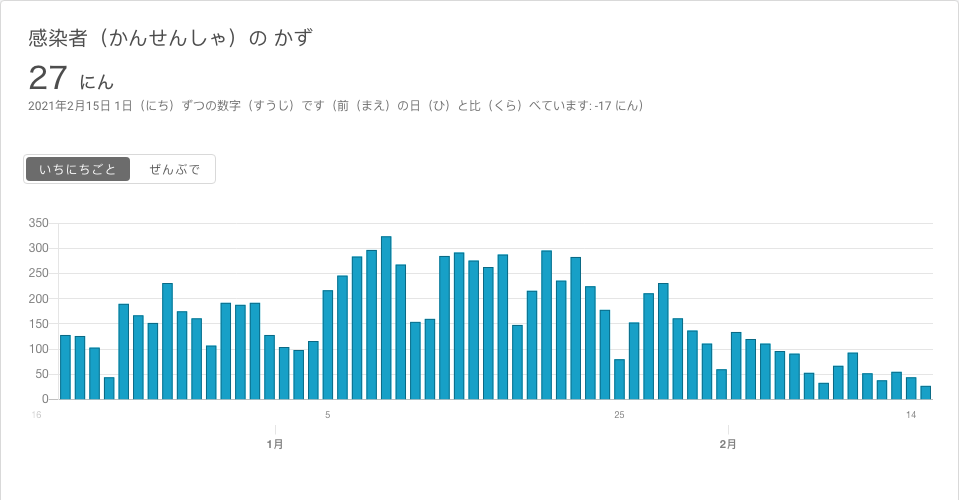 感染者（かんせんしゃ）の かず
27 にん
2021年2月15日 1日（にち）ずつの数字（すうじ）です（前（まえ）の日（ひ）と比（くら）べています: -17 にん）
いちにちごと ぜんぶで
350
300
250
200
150
100
50
0
16 5 25 14
1月 2月